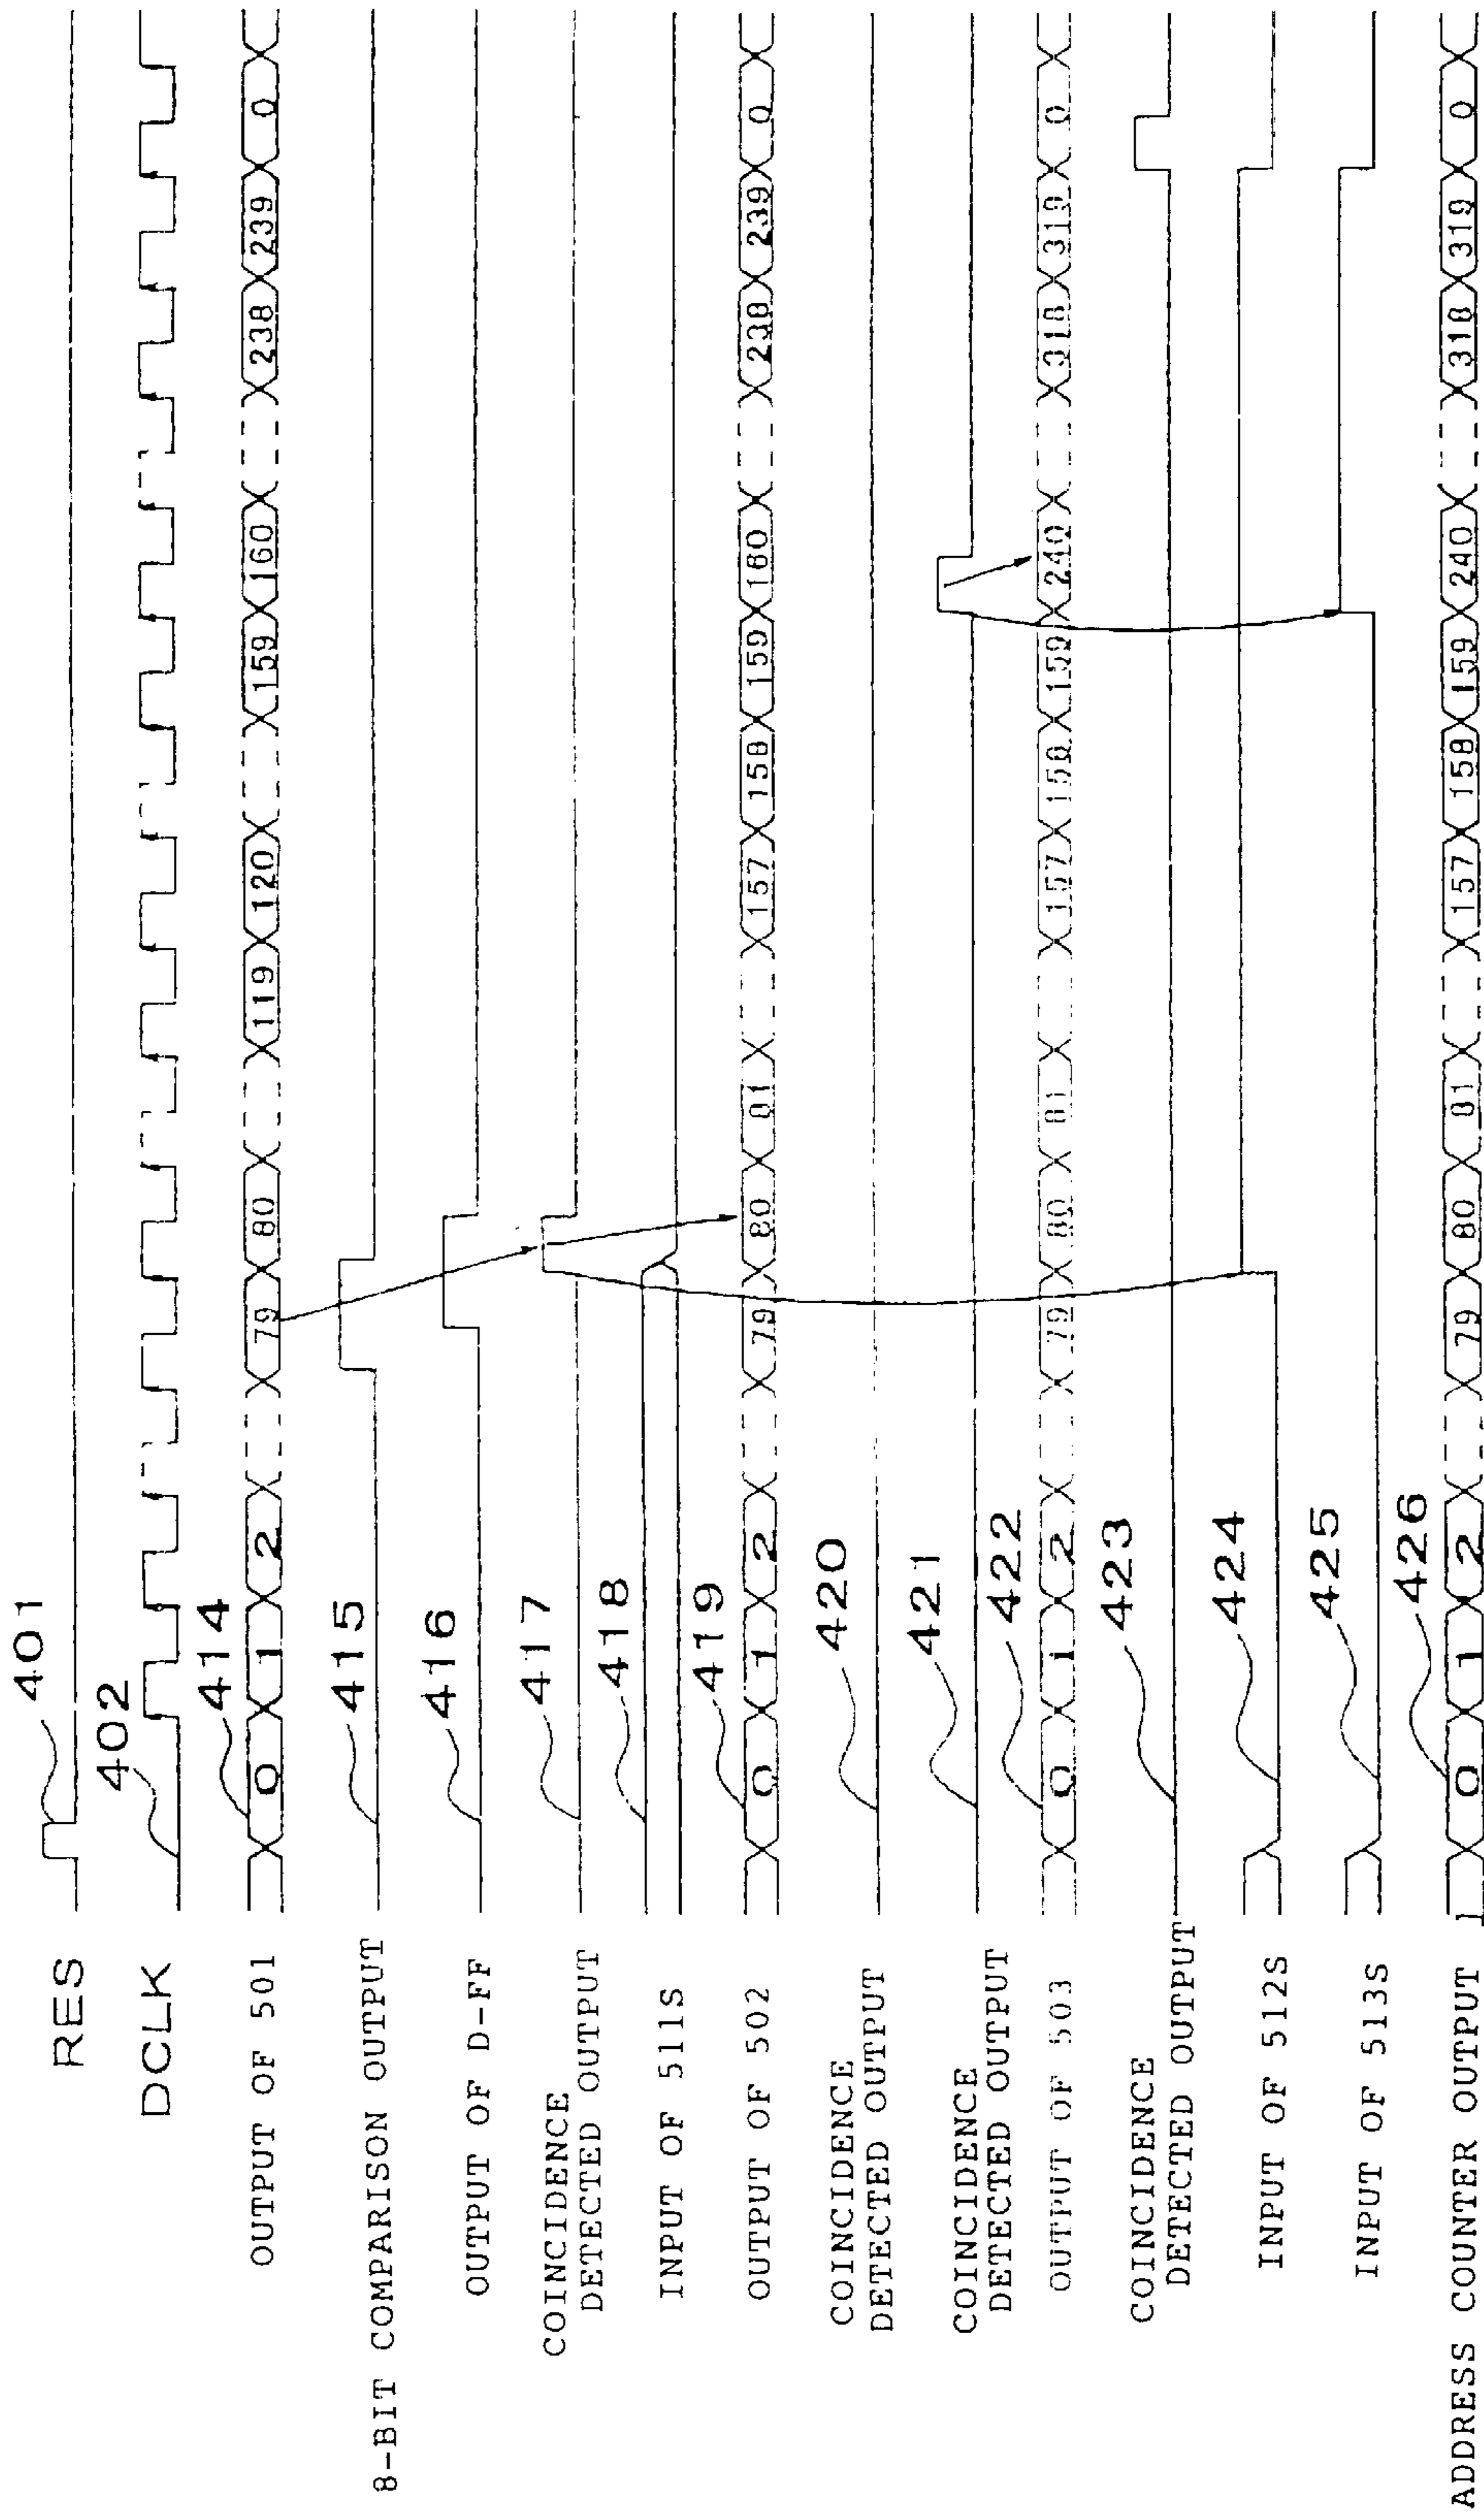 RES 401
DCLK 402
OUTPUT OF 501 414 0 1 2 79 80 119 120 159 160 238 239 0
8-BIT COMPARISON OUTPUT 415
OUTPUT OF D-FF 416
COINCIDENCE
DETECTED OUTPUT 417
INPUT OF 511S 418
OUTPUT OF 502 419 0 1 2 79 80 81 157 158 159 160 238 239 0
COINCIDENCE
DETECTED OUTPUT 420
COINCIDENCE
DETECTED OUTPUT 421
OUTPUT OF 503 422 0 1 2 79 80 81 157 158 159 240 318 319 0
COINCIDENCE
DETECTED OUTPUT 423
INPUT OF 512S 424
INPUT OF 513S 425
ADDRESS COUNTER OUTPUT 426 0 1 2 79 80 81 157 158 159 240 318 319 0